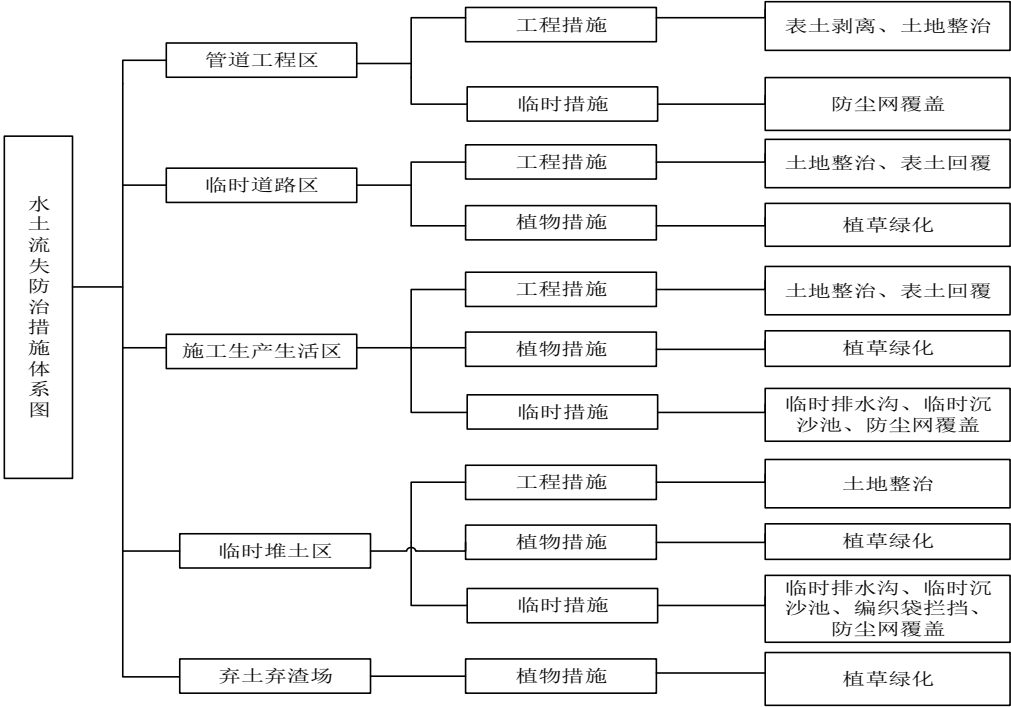 水土流失防治措施体系图
管道工程区
工程措施
表土剥离、土地整治
临时措施
防尘网覆盖
临时道路区
工程措施
土地整治、表土回覆
植物措施
植草绿化
施工生产生活区
工程措施
土地整治、表土回覆
植物措施
植草绿化
临时措施
临时排水沟、临时沉
沙池、防尘网覆盖
临时堆土区
工程措施
土地整治
植物措施
植草绿化
临时措施
临时排水沟、临时沉
沙池、编织袋拦挡、
防尘网覆盖
弃土弃渣场
植物措施
植草绿化